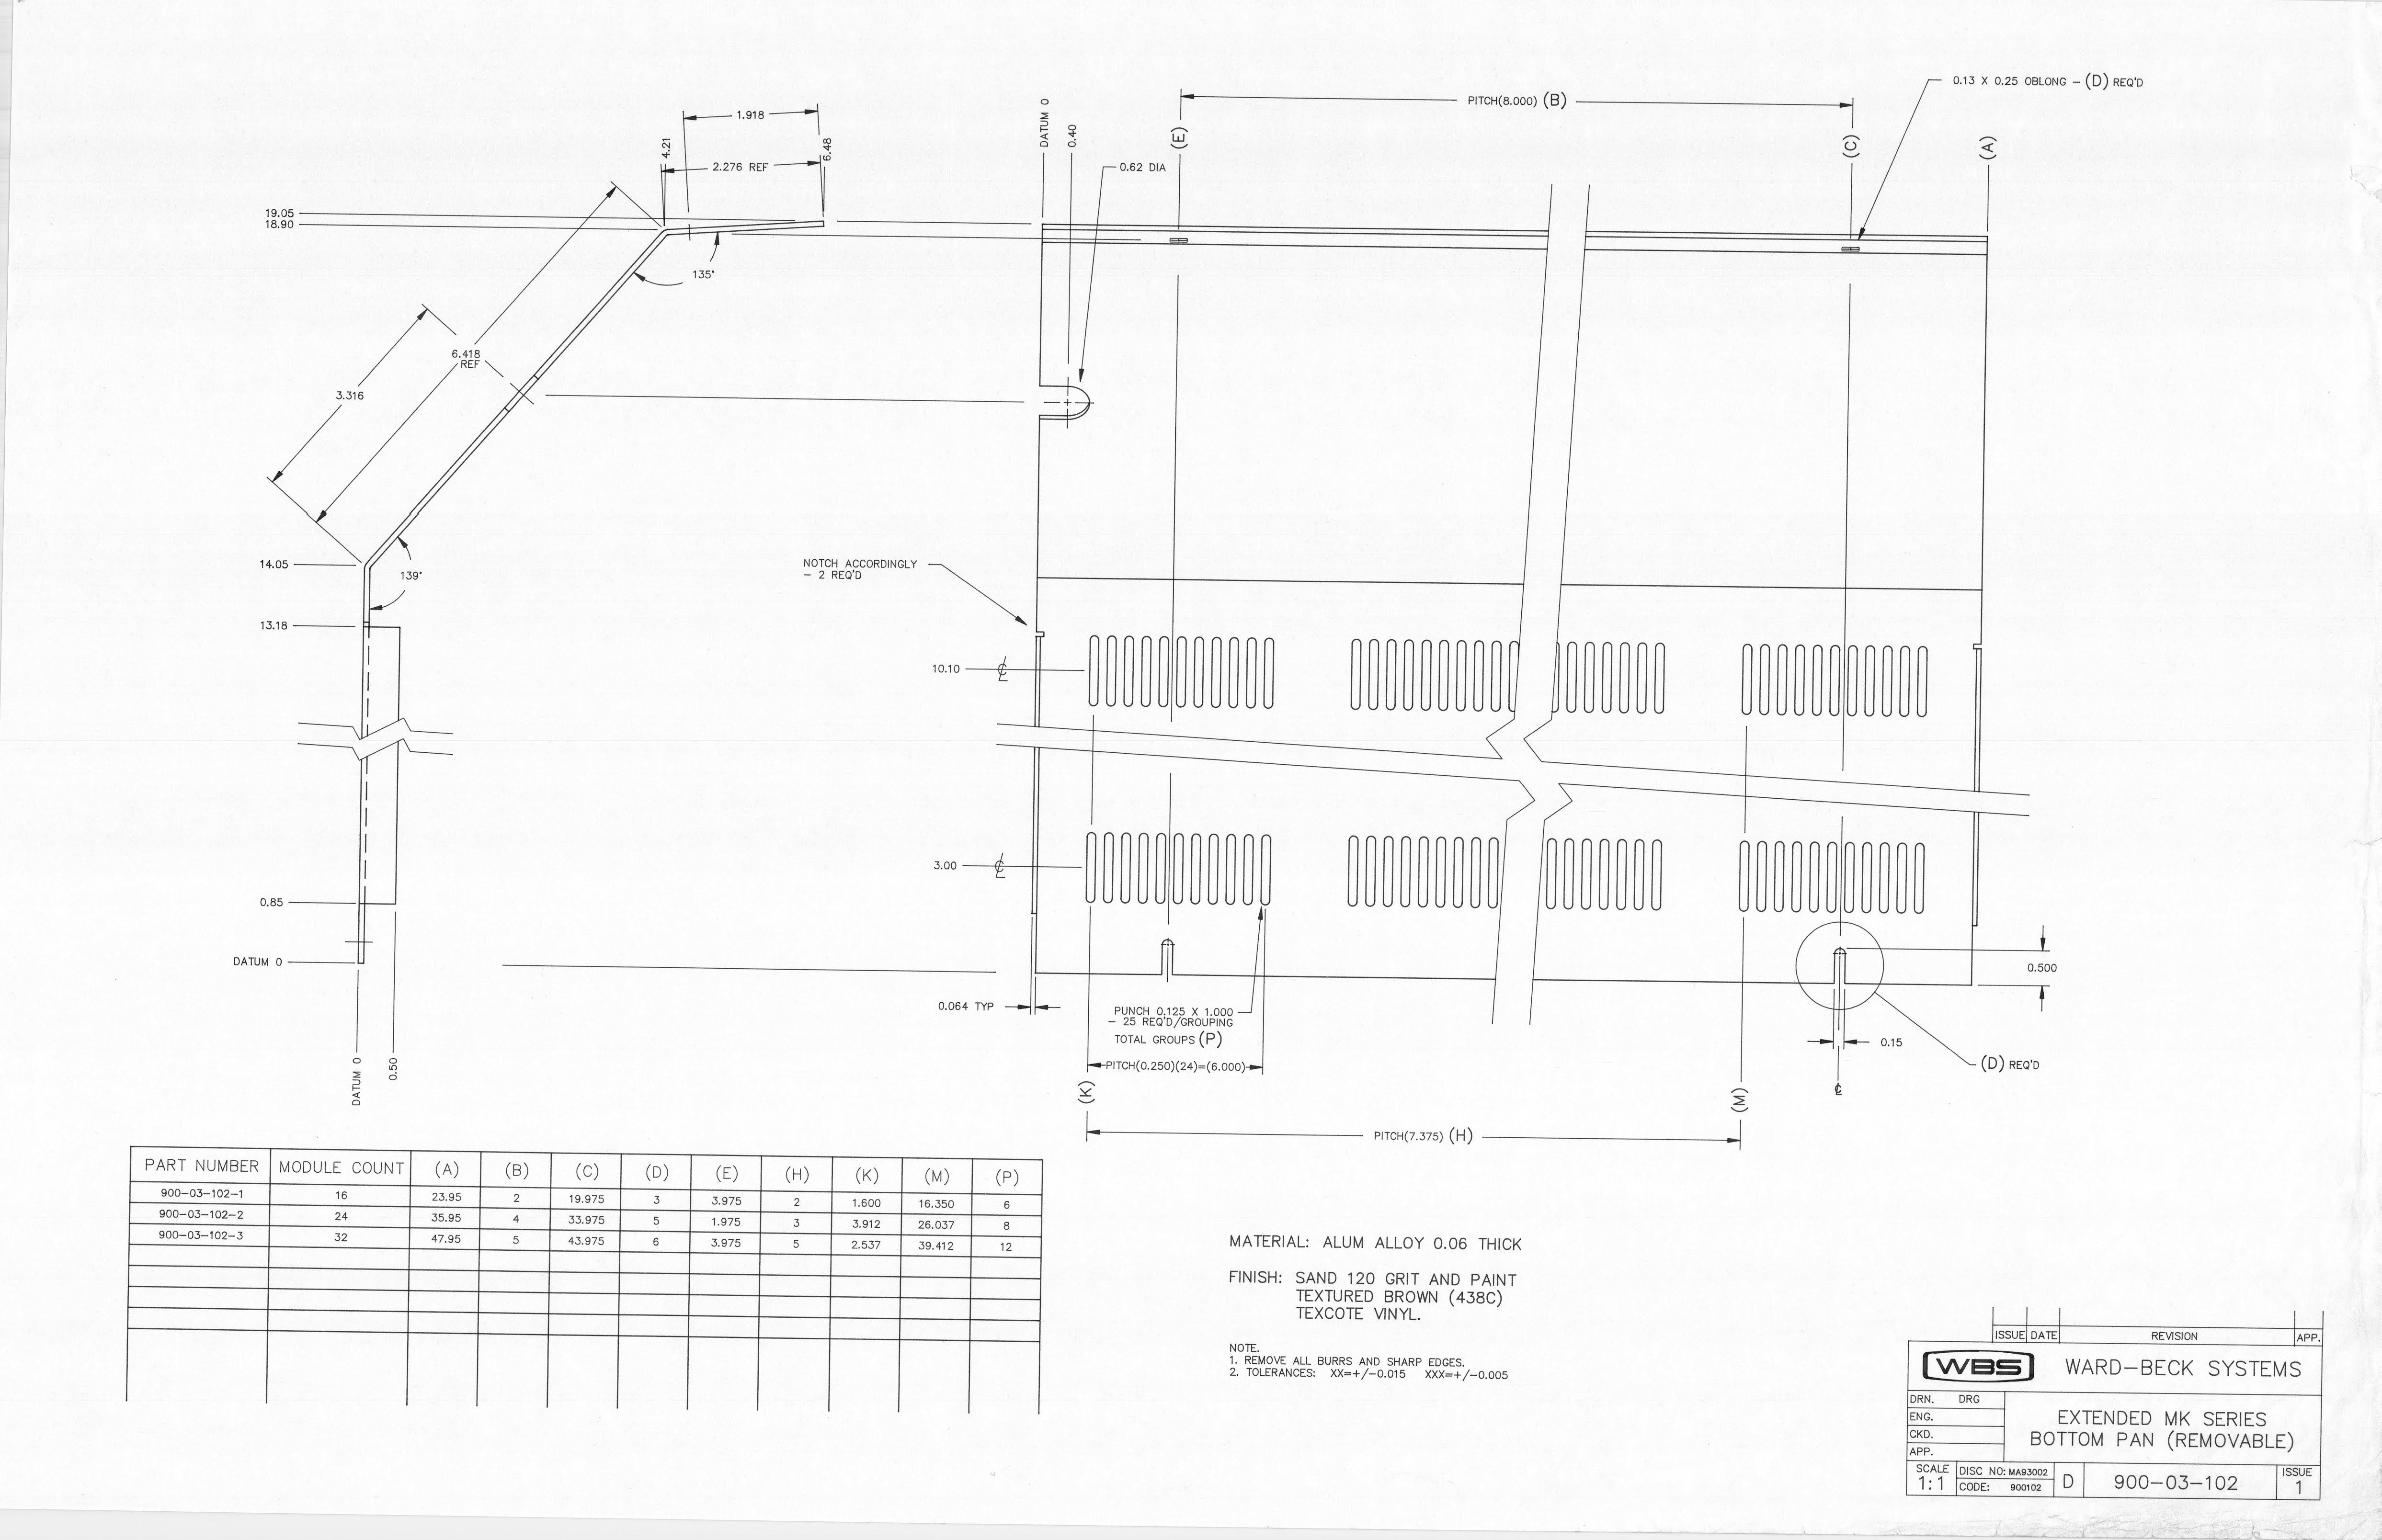 0.13 X 0.25 OBLONG – (D) REQ'D
PITCH(8.000) (B)
1.918
4.21
6.48
2.276 REF
DATUM 0
0.40
(E)
(C)
(A)
0.62 DIA
19.05
18.90
135°
6.418
REF
3.316
14.05
139°
NOTCH ACCORDINGLY
– 2 REQ'D
13.18
10.10 ℄
3.00 ℄
0.85
DATUM 0
DATUM 0
0.50
0.064 TYP
PUNCH 0.125 X 1.000
– 25 REQ'D/GROUPING
TOTAL GROUPS (P)
PITCH(0.250)(24)=(6.000)
(K)
(M)
PITCH(7.375) (H)
0.500
0.15
℄
(D) REQ'D
PART NUMBER MODULE COUNT (A) (B) (C) (D) (E) (H) (K) (M) (P)
900-03-102-1 16 23.95 2 19.975 3 3.975 2 1.600 16.350 6
900-03-102-2 24 35.95 4 33.975 5 1.975 3 3.912 26.037 8
900-03-102-3 32 47.95 5 43.975 6 3.975 5 2.537 39.412 12
MATERIAL: ALUM ALLOY 0.06 THICK
FINISH: SAND 120 GRIT AND PAINT
TEXTURED BROWN (438C)
TEXCOTE VINYL.
NOTE.
1. REMOVE ALL BURRS AND SHARP EDGES.
2. TOLERANCES: XX=+/-0.015 XXX=+/-0.005
ISSUE DATE REVISION APP.
WBS WARD-BECK SYSTEMS
DRN. DRG
ENG.
CKD.
APP.
EXTENDED MK SERIES
BOTTOM PAN (REMOVABLE)
SCALE
1:1
DISC NO: MA93002
CODE: 900102
D
900-03-102
ISSUE
1